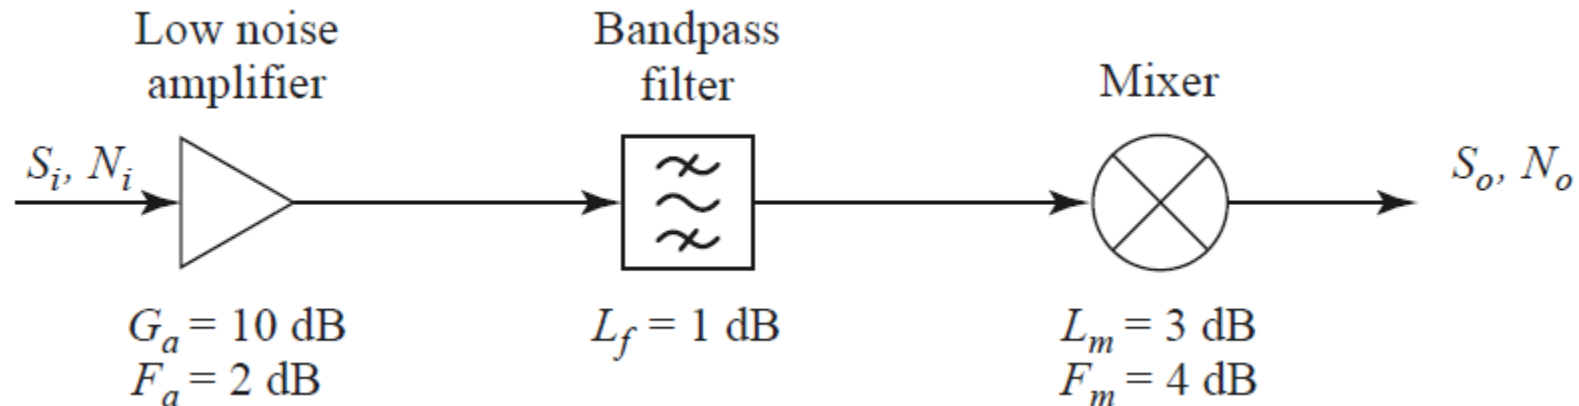 Low noise
amplifier
Bandpass
filter
Mixer
S_i, N_i
S_o, N_o
G_a = 10 dB
F_a = 2 dB
L_f = 1 dB
L_m = 3 dB
F_m = 4 dB